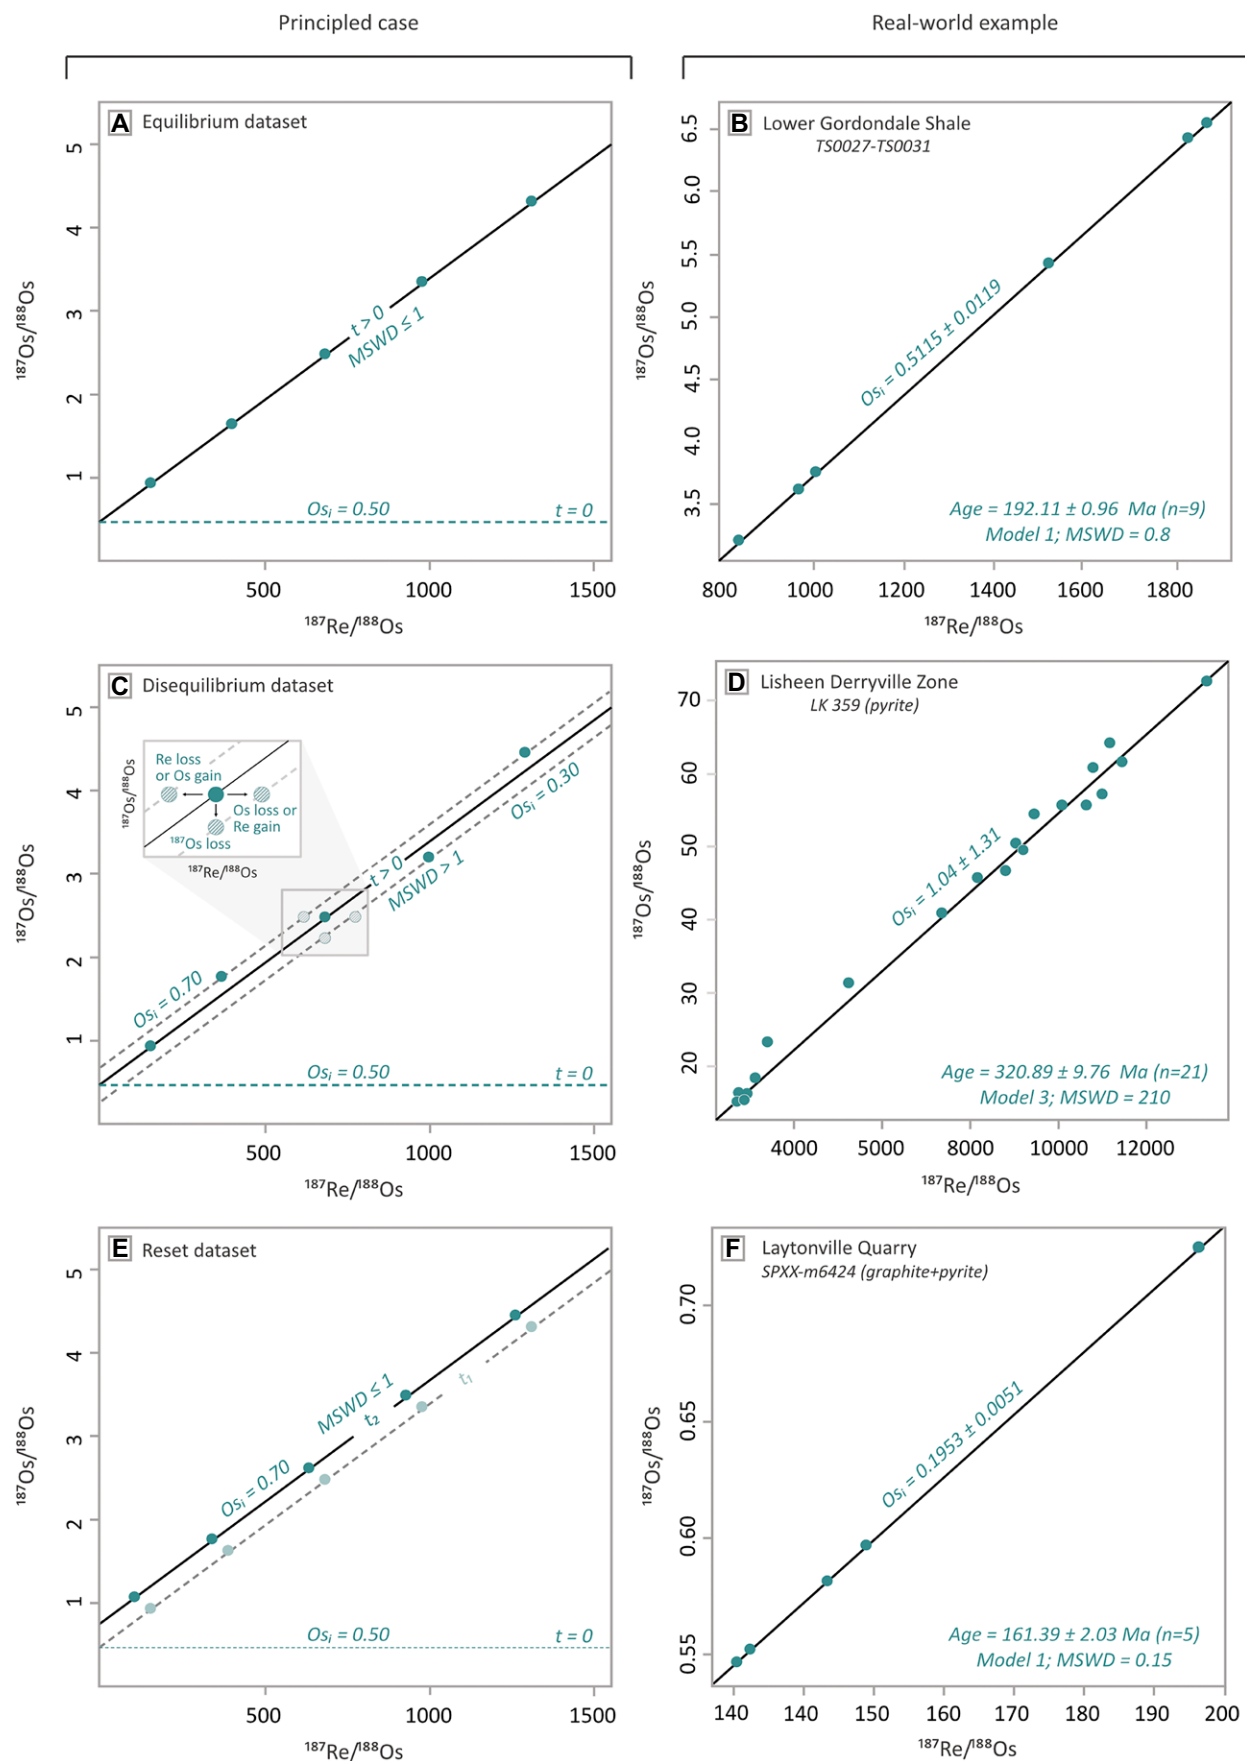 Principled case
Real-world example
A Equilibrium dataset
5
4
3
2
1
¹⁸⁷Os/¹⁸⁸Os
t > 0
MSWD ≤ 1
Osᵢ = 0.50
t = 0
500
1000
1500
¹⁸⁷Re/¹⁸⁸Os
B Lower Gordondale Shale
TS0027-TS0031
6.5
6.0
5.5
5.0
4.5
4.0
3.5
¹⁸⁷Os/¹⁸⁸Os
Osᵢ = 0.5115 ± 0.0119
Age = 192.11 ± 0.96 Ma (n=9)
Model 1; MSWD = 0.8
800
1000
1200
1400
1600
1800
¹⁸⁷Re/¹⁸⁸Os
C Disequilibrium dataset
5
4
3
2
1
¹⁸⁷Os/¹⁸⁸Os
Re loss
or Os gain
Os loss or
Re gain
¹⁸⁷Os loss
¹⁸⁷Os/¹⁸⁸Os
¹⁸⁷Re/¹⁸⁸Os
Osᵢ = 0.30
t > 0
MSWD > 1
Osᵢ = 0.70
Osᵢ = 0.50
t = 0
500
1000
1500
¹⁸⁷Re/¹⁸⁸Os
D Lisheen Derryville Zone
LK 359 (pyrite)
70
60
50
40
30
20
¹⁸⁷Os/¹⁸⁸Os
Osᵢ = 1.04 ± 1.31
Age = 320.89 ± 9.76 Ma (n=21)
Model 3; MSWD = 210
4000
6000
8000
10000
12000
¹⁸⁷Re/¹⁸⁸Os
E Reset dataset
5
4
3
2
1
¹⁸⁷Os/¹⁸⁸Os
MSWD ≤ 1
t₂
t₁
Osᵢ = 0.70
Osᵢ = 0.50
t = 0
500
1000
1500
¹⁸⁷Re/¹⁸⁸Os
F Laytonville Quarry
SPXX-m6424 (graphite+pyrite)
0.70
0.65
0.60
0.55
¹⁸⁷Os/¹⁸⁸Os
Osᵢ = 0.1953 ± 0.0051
Age = 161.39 ± 2.03 Ma (n=5)
Model 1; MSWD = 0.15
140
140
150
160
170
180
190
200
¹⁸⁷Re/¹⁸⁸Os